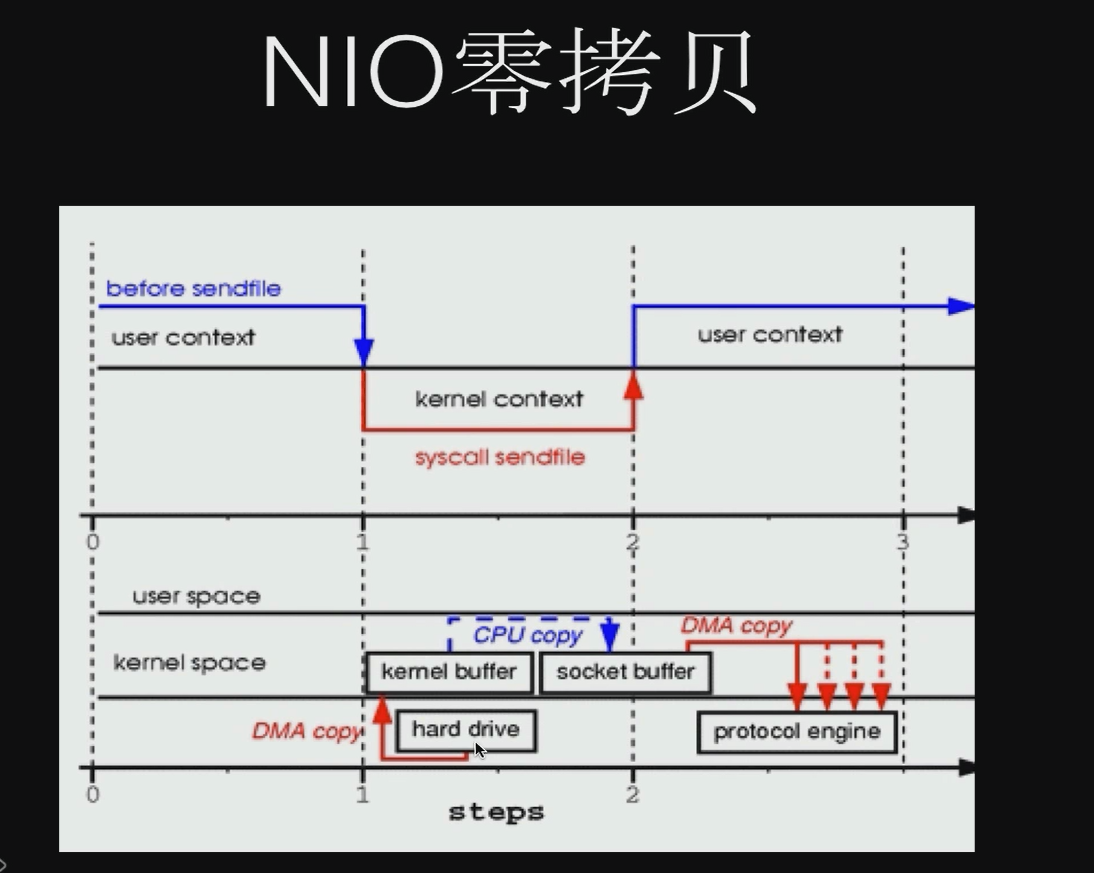 NIO零拷贝
before sendfile
user context
user context
kernel context
syscall sendfile
0 1 2 3
user space
CPU copy
DMA copy
kernel space
kernel buffer
socket buffer
DMA copy
hard drive
protocol engine
0 1 2
steps